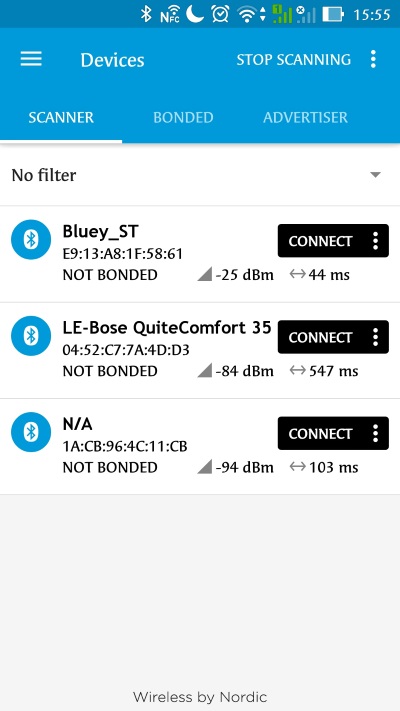 NFC 15:55
Devices STOP SCANNING
SCANNER BONDED ADVERTISER
No filter
Bluey_ST
CONNECT
E9:13:A8:1F:58:61
NOT BONDED -25 dBm 44 ms
LE-Bose QuiteComfort 35
CONNECT
04:52:C7:7A:4D:D3
NOT BONDED -84 dBm 547 ms
N/A
CONNECT
1A:CB:96:4C:11:CB
NOT BONDED -94 dBm 103 ms
Wireless by Nordic